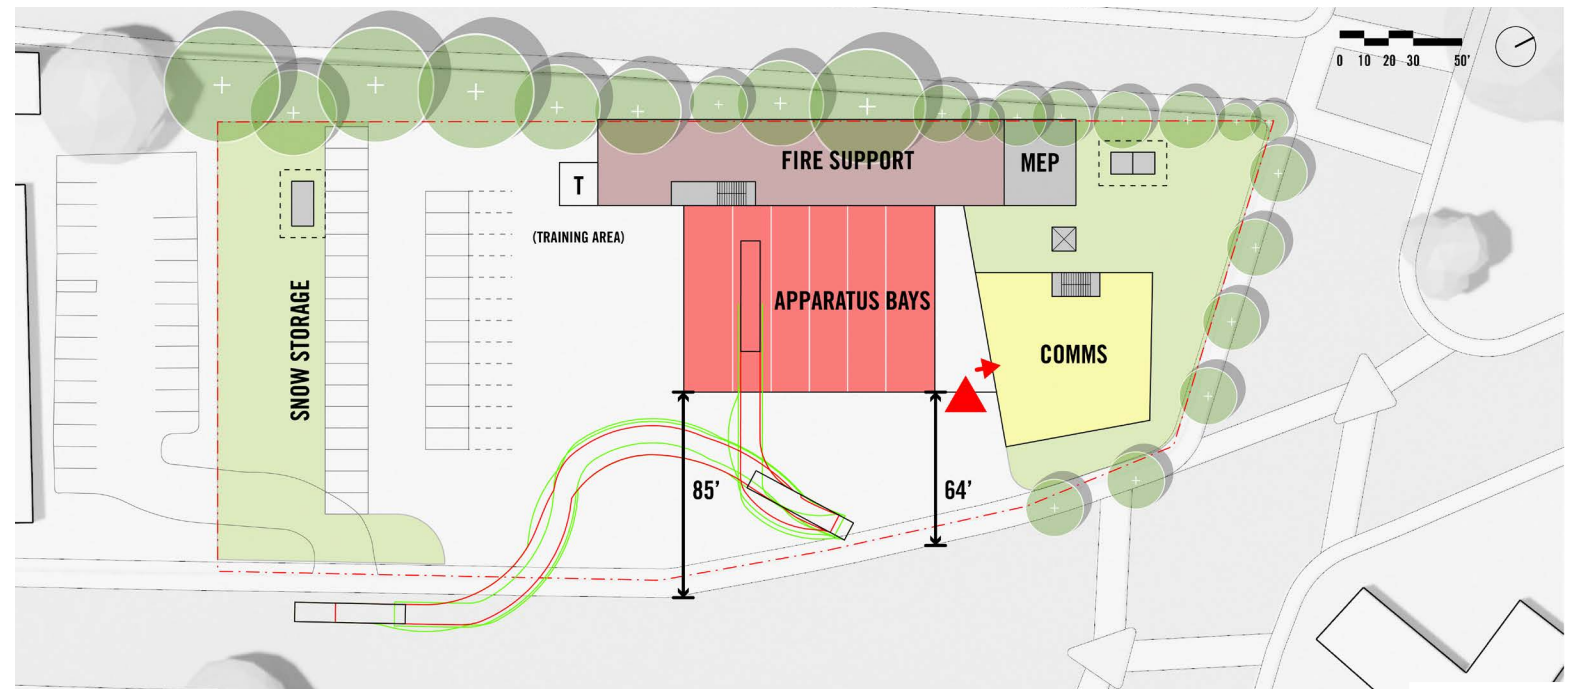 0 10 20 30 50'
FIRE SUPPORT
MEP
T
(TRAINING AREA)
SNOW STORAGE
APPARATUS BAYS
COMMS
85'
64'